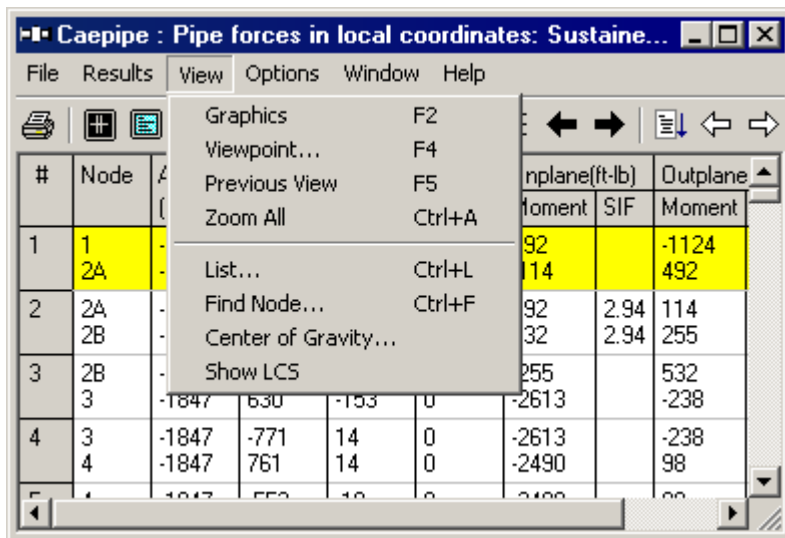 Caepipe : Pipe forces in local coordinates: Sustaine...
File Results View Options Window Help
Graphics F2
Viewpoint... F4
Previous View F5
Zoom All Ctrl+A
List... Ctrl+L
Find Node... Ctrl+F
Center of Gravity...
Show LCS
# Node A nplane(ft-lb) Outplane
( Moment SIF Moment
1 1 - 92 -1124
2A - 114 492
2 2A - 92 2.94 114
2B - 32 2.94 255
3 2B - 255 532
3 -1847 630 -153 0 -2613 -238
4 3 -1847 -771 14 0 -2613 -238
4 -1847 761 14 0 -2490 98